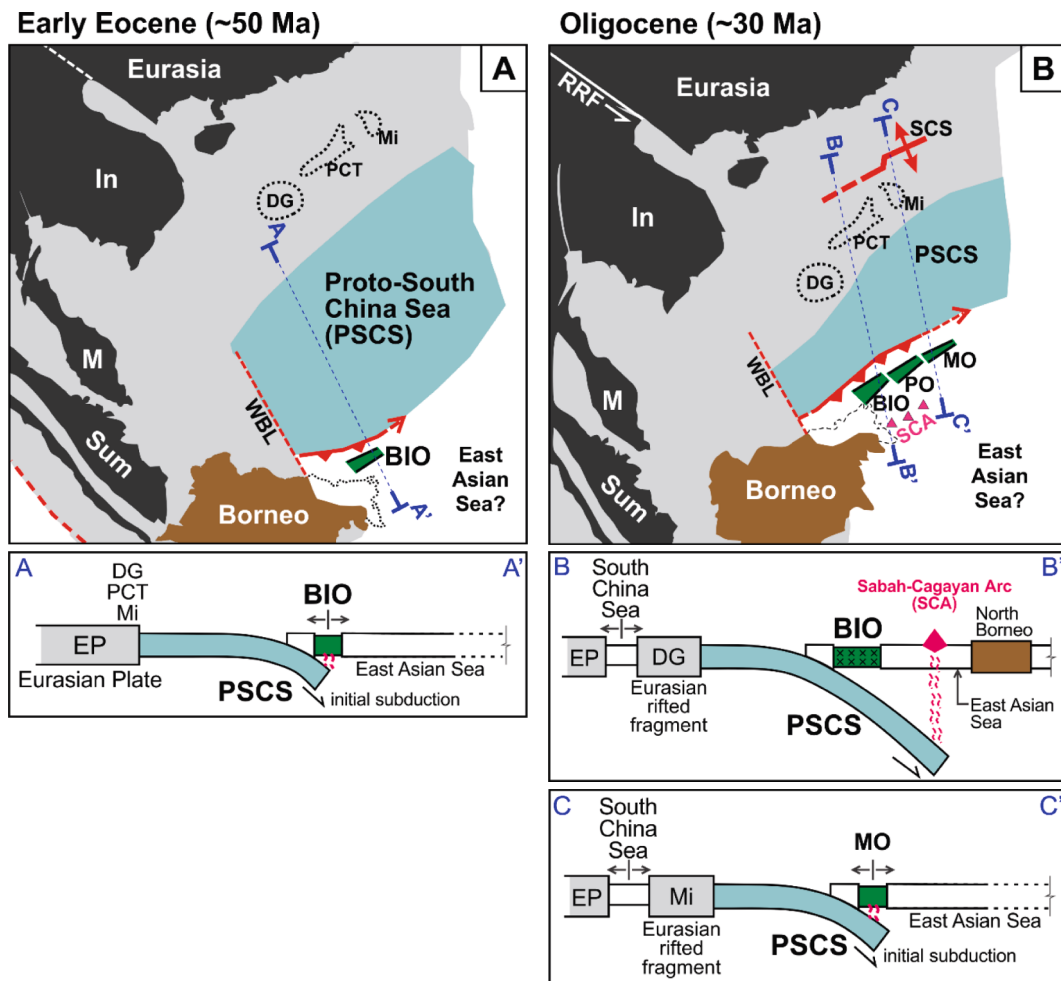 Early Eocene (~50 Ma)
A
Eurasia
Mi
PCT
In
DG
A
Proto-South
China Sea
(PSCS)
M
WBL
BIO
Sum
Borneo
A'
East
Asian
Sea?
Oligocene (~30 Ma)
B
RRF
Eurasia
C
SCS
B
In
Mi
PCT
PSCS
DG
M
WBL
MO
PO
BIO
SCA
C'
Sum
Borneo
B'
East
Asian
Sea?
A
A'
DG
PCT
Mi
BIO
EP
Eurasian Plate
East Asian Sea
PSCS
initial subduction
B
B'
South
China
Sea
Sabah-Cagayan Arc
(SCA)
North
Borneo
BIO
EP
DG
Eurasian
rifted
fragment
PSCS
East Asian
Sea
C
C'
South
China
Sea
MO
EP
Mi
Eurasian
rifted
fragment
East Asian Sea
PSCS
initial subduction